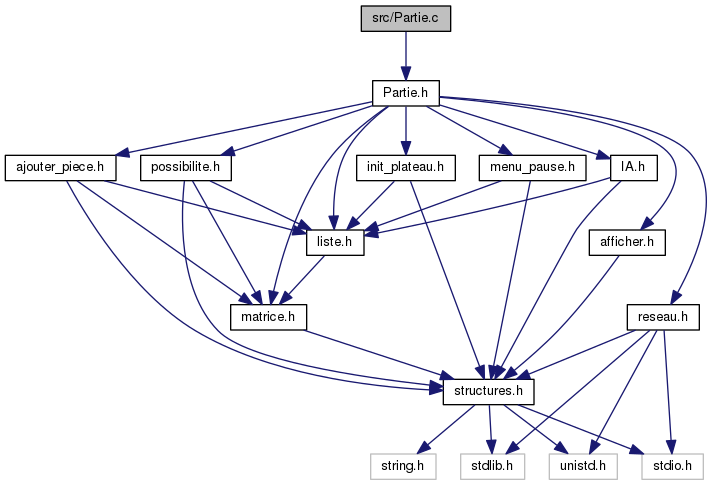 src/Partie.c
Partie.h
ajouter_piece.h
possibilite.h
init_plateau.h
menu_pause.h
IA.h
liste.h
afficher.h
matrice.h
reseau.h
structures.h
string.h
stdlib.h
unistd.h
stdio.h